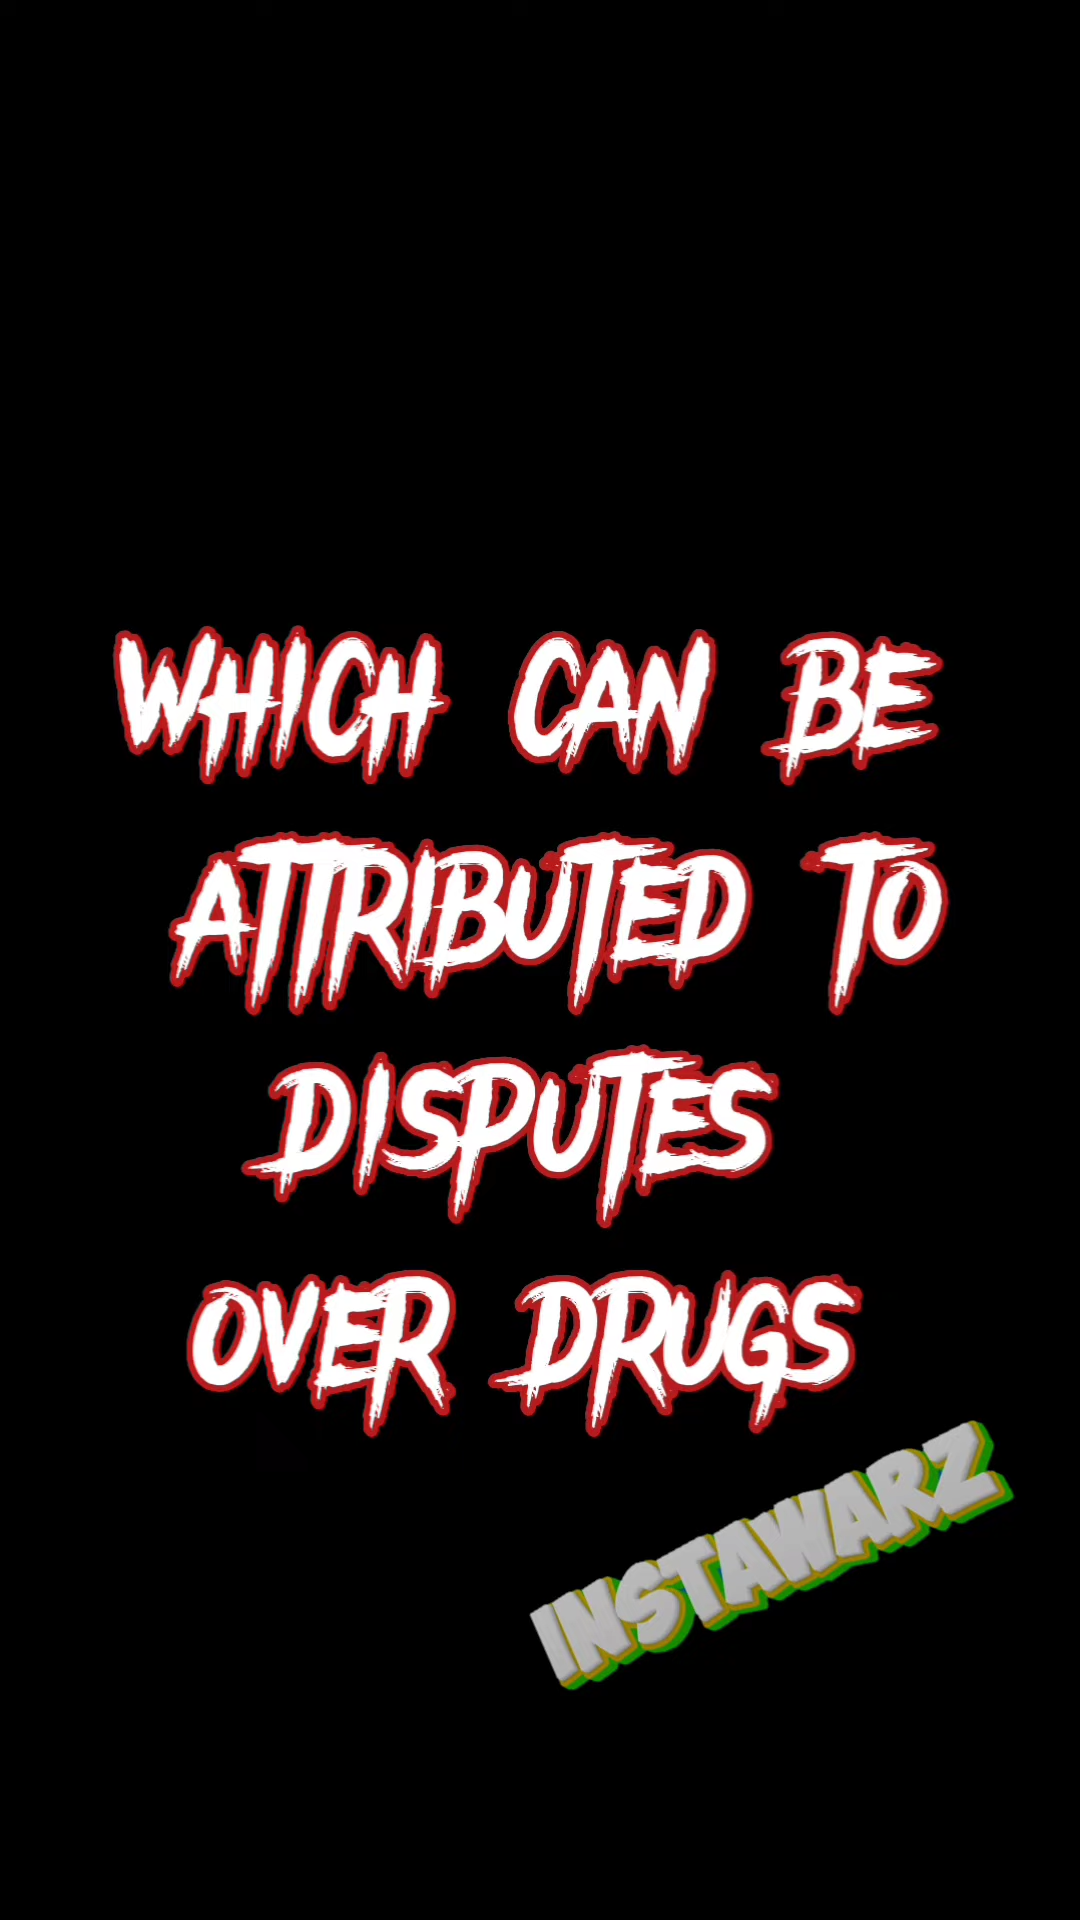 WHICH CAN BE
ATTRIBUTED TO
DISPUTES
OVER DRUGS
INSTAWARZ